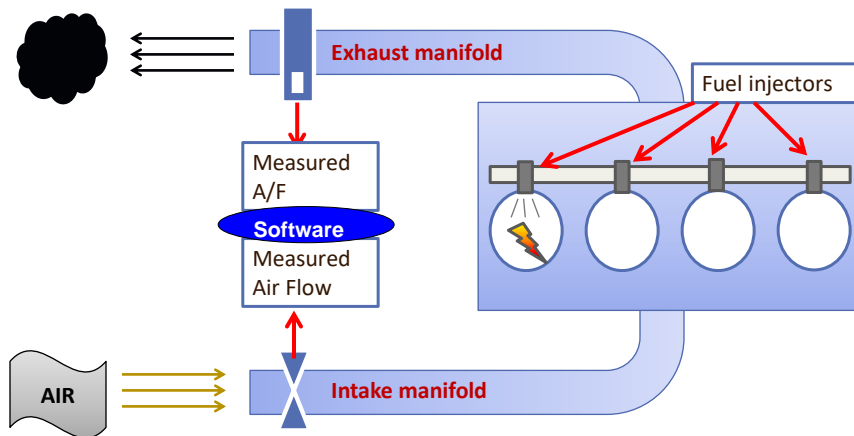 Exhaust manifold
Fuel injectors
Measured
A/F
Software
Measured
Air Flow
AIR
Intake manifold